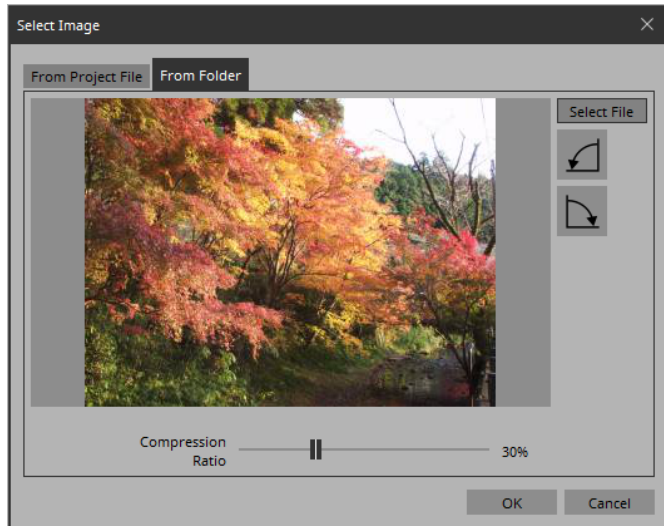 Select Image
From Project File From Folder
Select File
Compression
Ratio
30%
OK Cancel